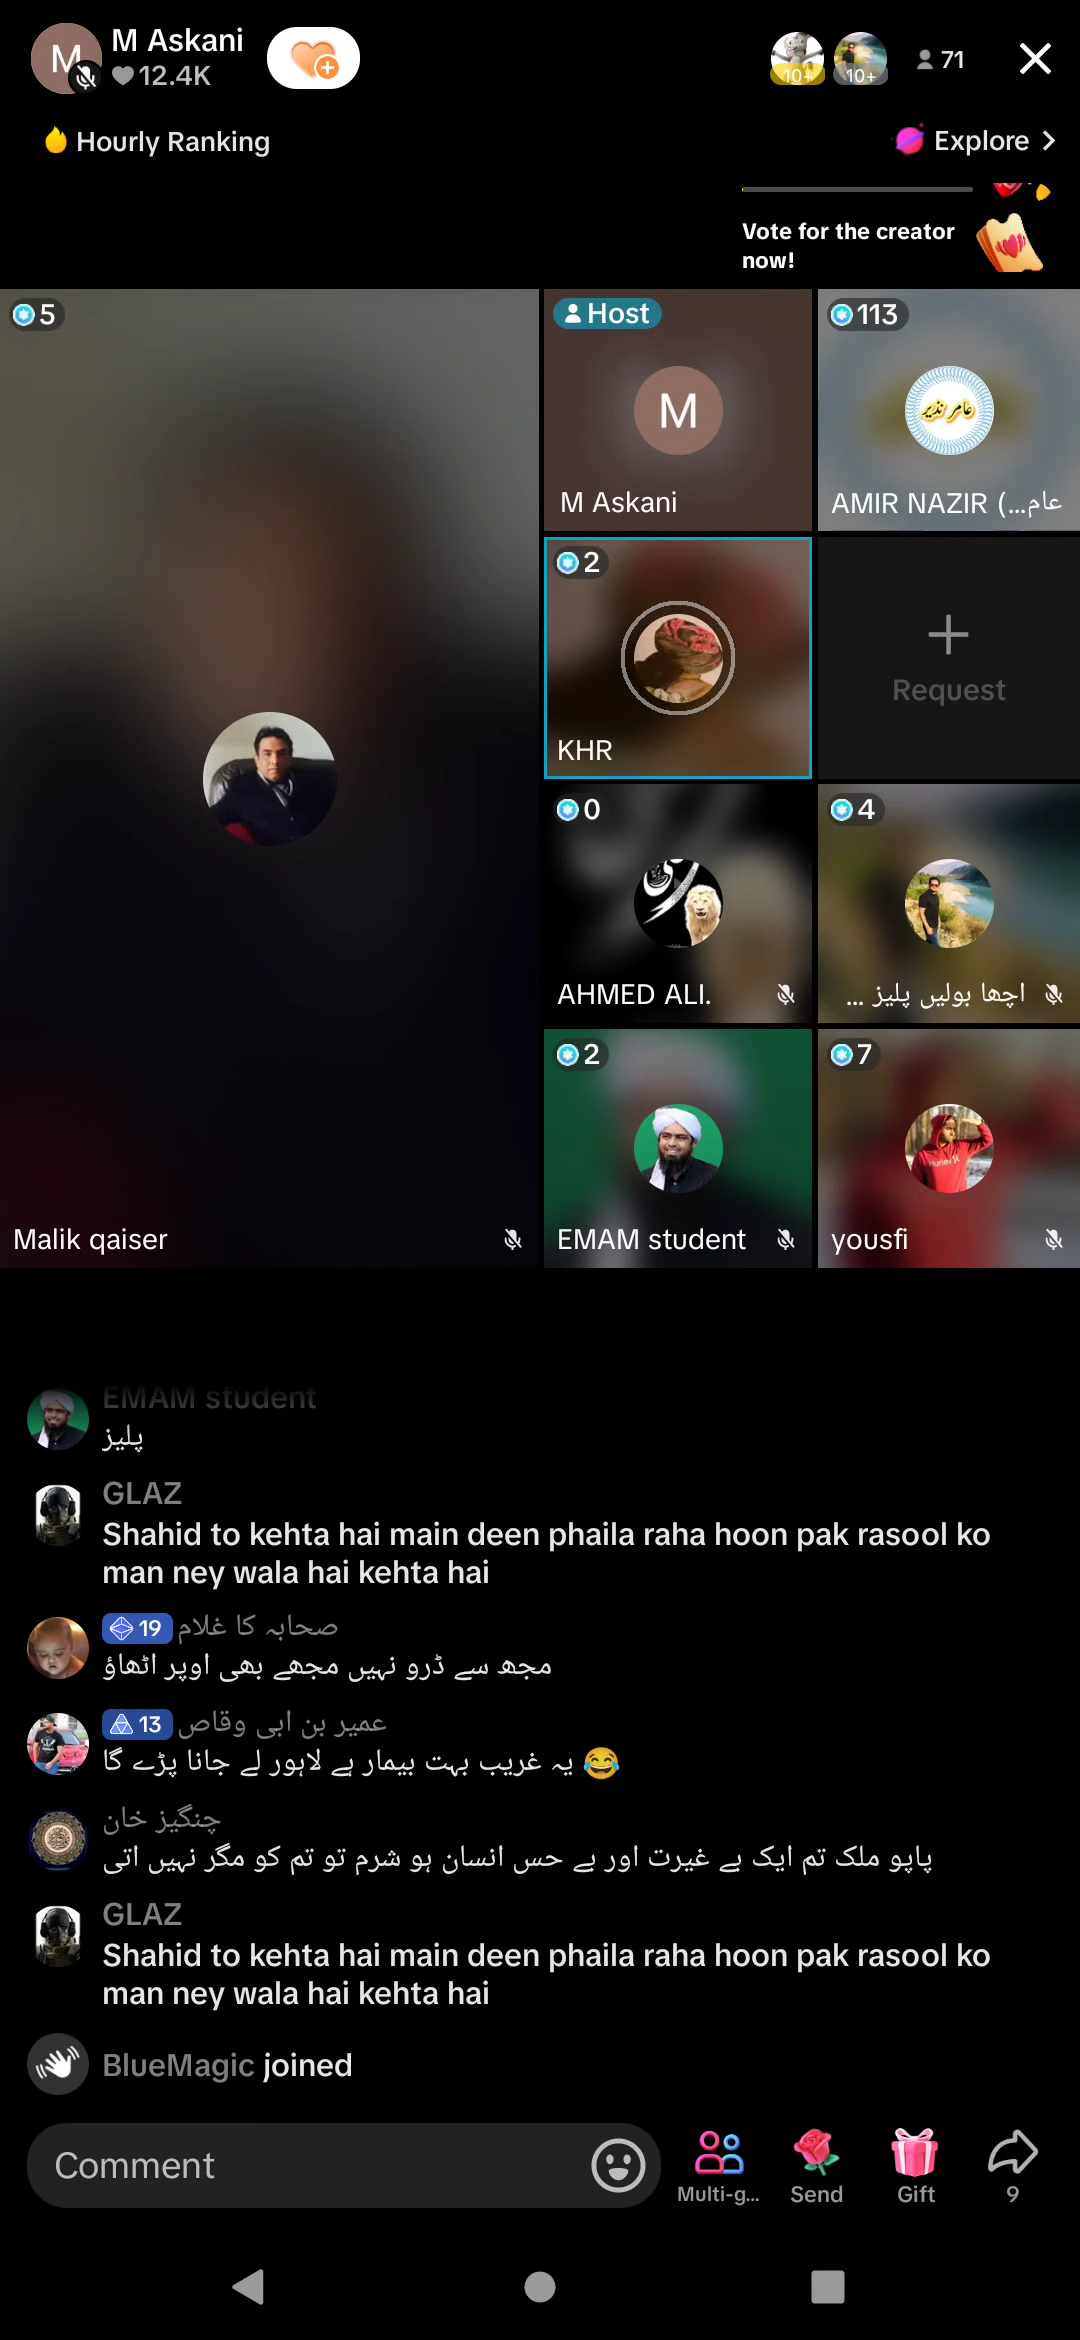 M Askani
12.4K
10+
10+
71
Hourly Ranking
Explore
Vote for the creator
now!
5
Host
113
M
عامر نذیر
M Askani
AMIR NAZIR (...عام
2
KHR
Request
0
4
AHMED ALI.
اچھا بولیں پلیز ...
2
7
Malik qaiser
EMAM student
yousfi
EMAM student
پلیز
GLAZ
Shahid to kehta hai main deen phaila raha hoon pak rasool ko
man ney wala hai kehta hai
19 صحابہ کا غلام
مجھ سے ڈرو نہیں مجھے بھی اوپر اٹھاؤ
13 عمیر بن ابی وقاص
یہ غریب بہت بیمار ہے لاہور لے جانا پڑے گا 😂
چنگیز خان
پاپو ملک تم ایک بے غیرت اور بے حس انسان ہو شرم تو تم کو مگر نہیں اتی
GLAZ
Shahid to kehta hai main deen phaila raha hoon pak rasool ko
man ney wala hai kehta hai
BlueMagic joined
Comment
Multi-g...
Send
Gift
9